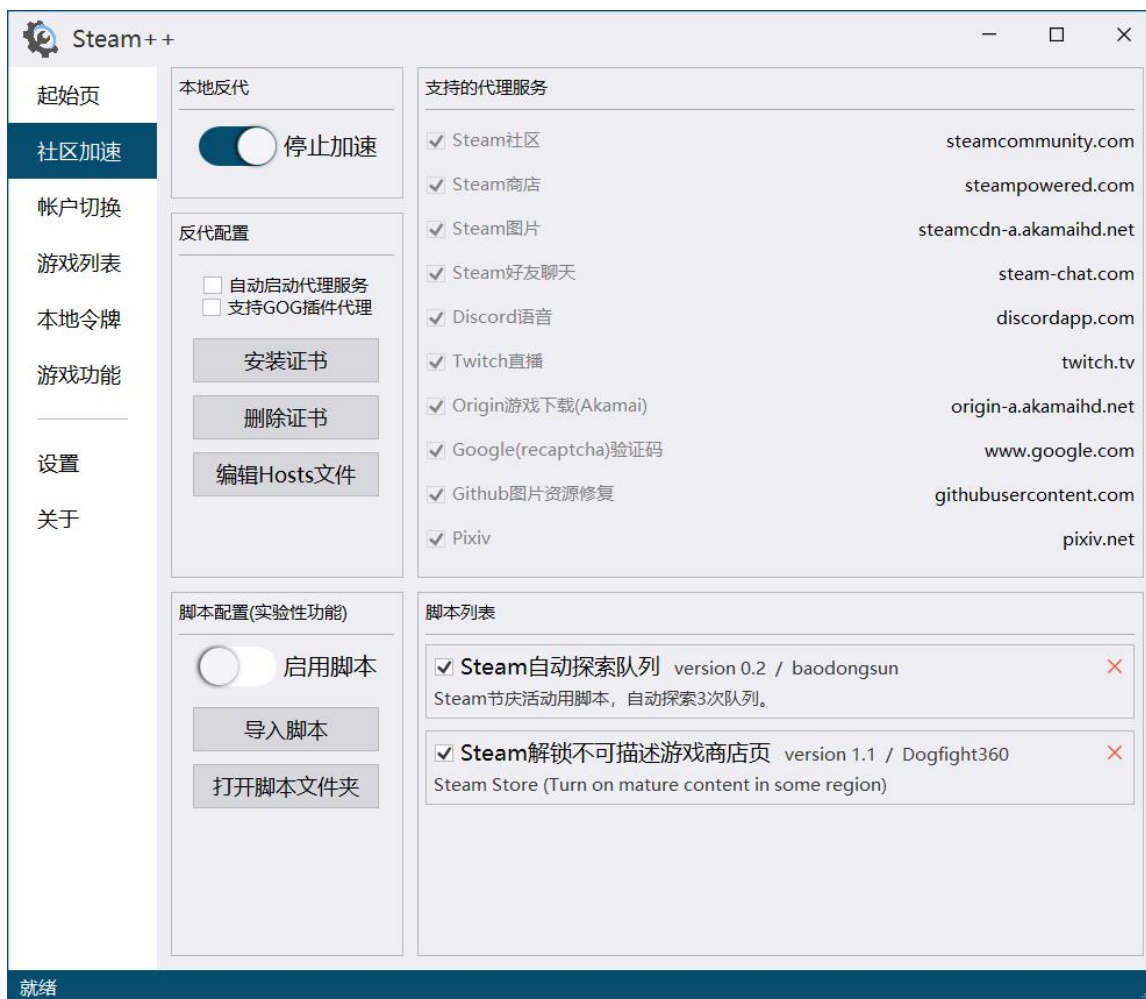 Steam++
起始页
社区加速
帐户切换
游戏列表
本地令牌
游戏功能
设置
关于
本地反代
停止加速
反代配置
自动启动代理服务
支持GOG插件代理
安装证书
删除证书
编辑Hosts文件
支持的代理服务
Steam社区 steamcommunity.com
Steam商店 steampowered.com
Steam图片 steamcdn-a.akamaihd.net
Steam好友聊天 steam-chat.com
Discord语音 discordapp.com
Twitch直播 twitch.tv
Origin游戏下载(Akamai) origin-a.akamaihd.net
Google(recaptcha)验证码 www.google.com
Github图片资源修复 githubusercontent.com
Pixiv pixiv.net
脚本配置(实验性功能)
启用脚本
导入脚本
打开脚本文件夹
脚本列表
Steam自动探索队列 version 0.2 / baodongsun
Steam节庆活动用脚本，自动探索3次队列。
Steam解锁不可描述游戏商店页 version 1.1 / Dogfight360
Steam Store (Turn on mature content in some region)
就绪